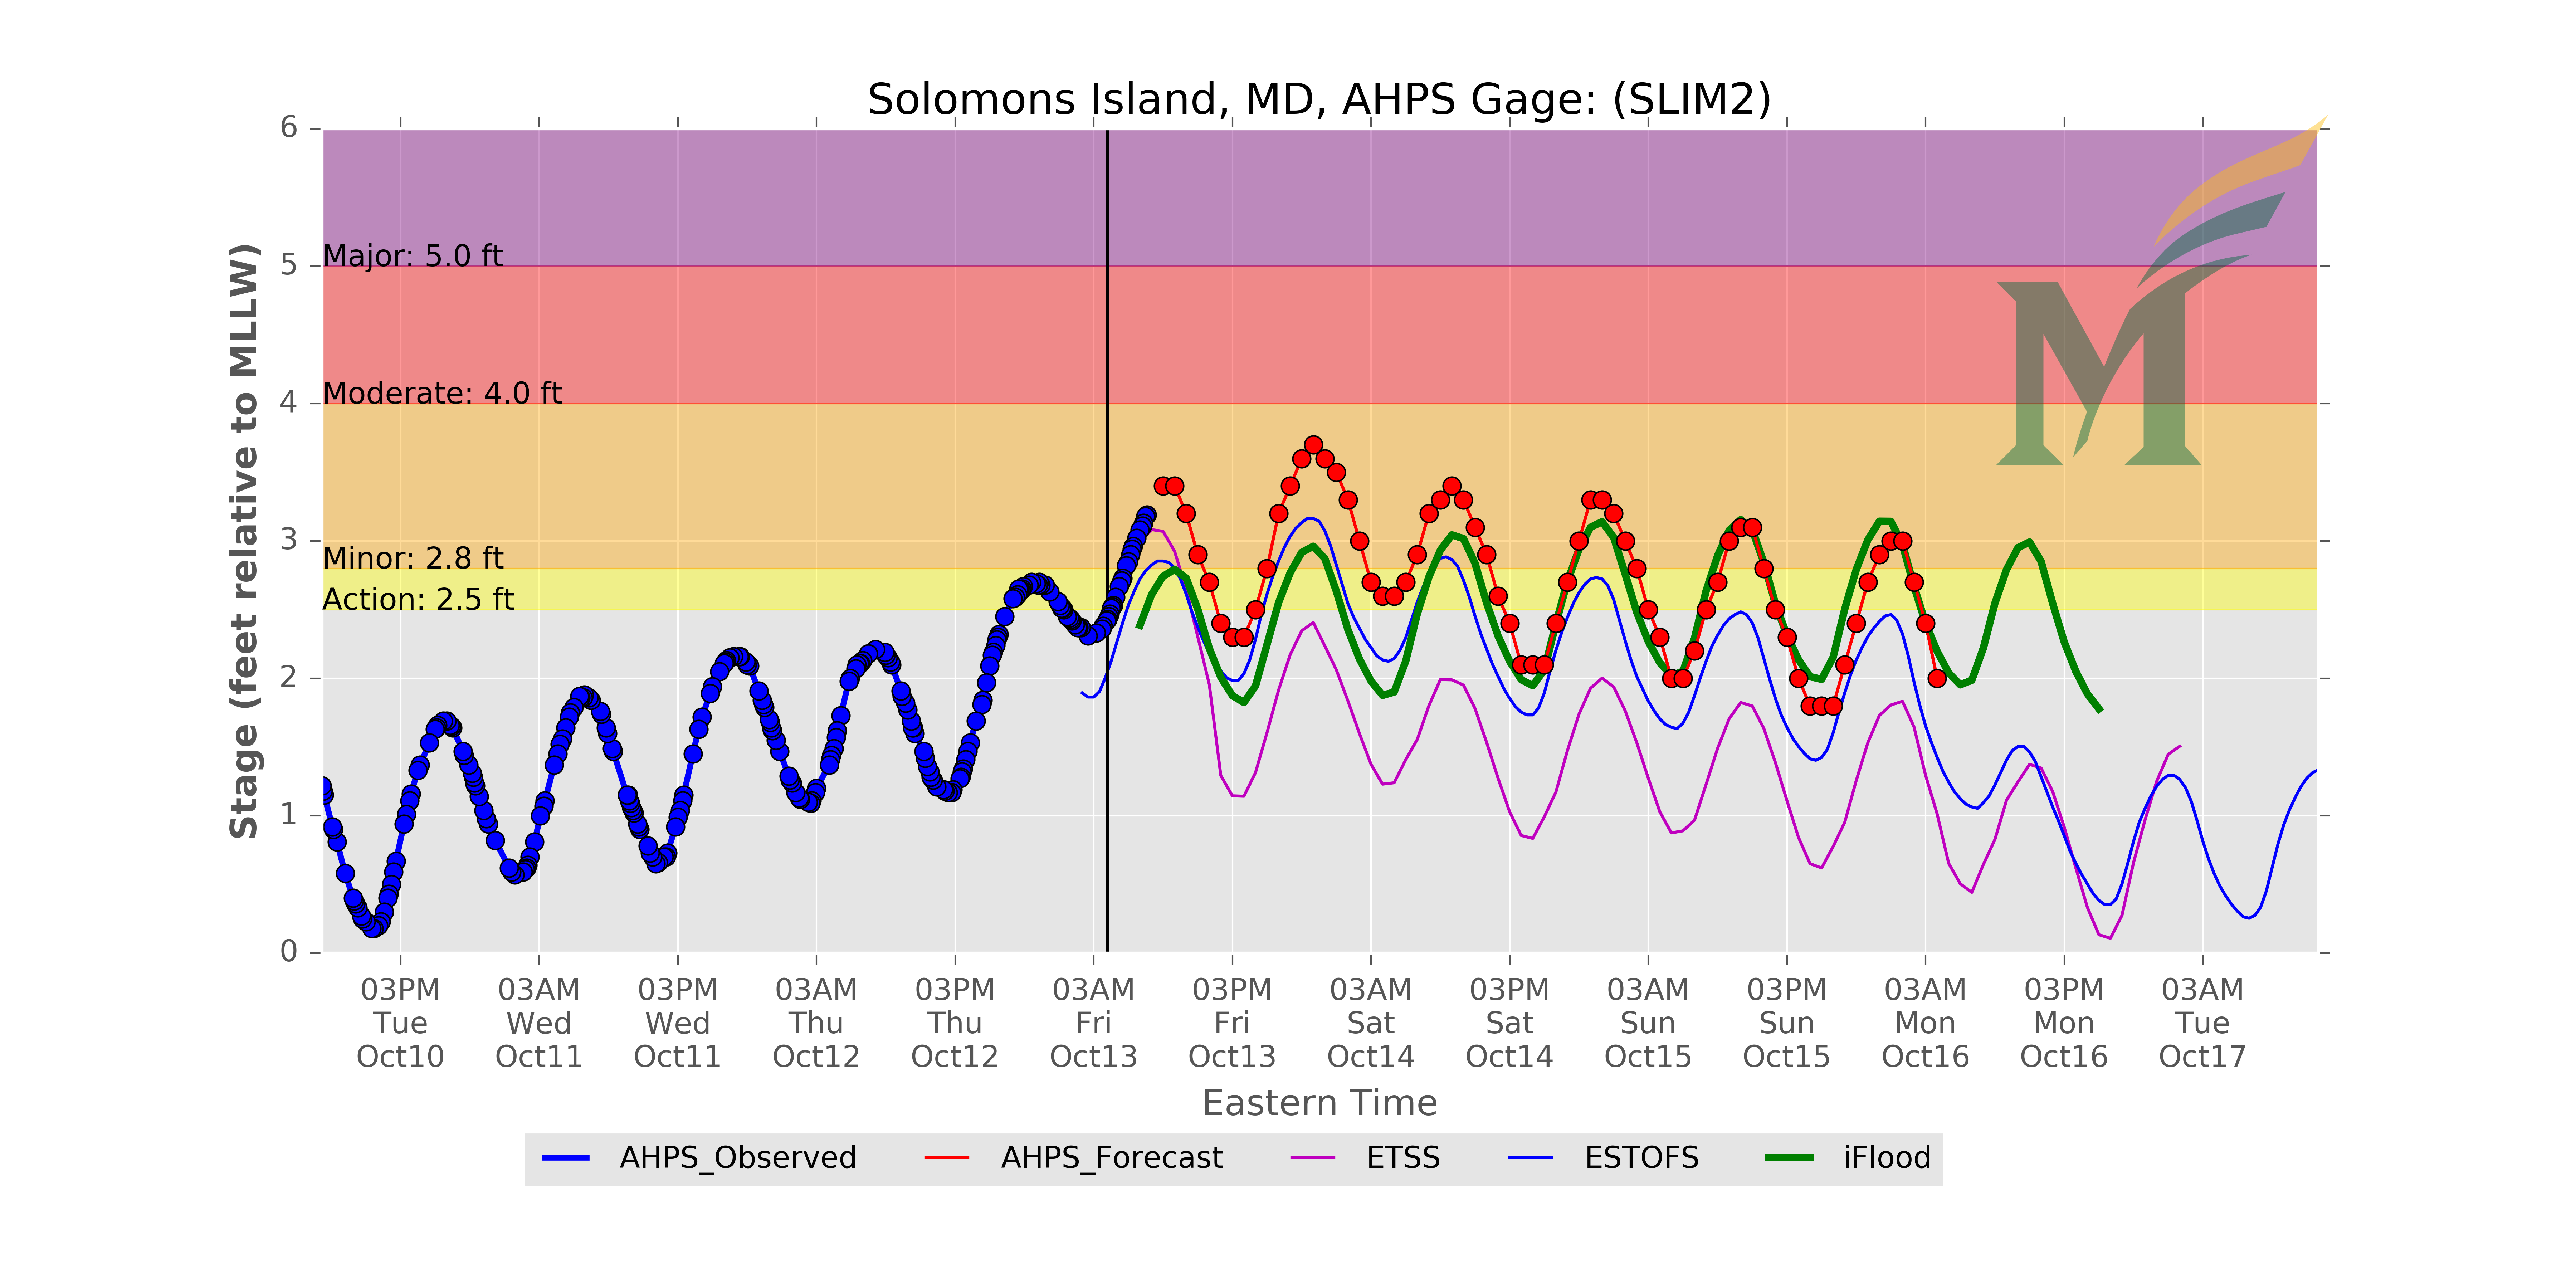 Solomons Island, MD, AHPS Gage: (SLIM2)
Stage (feet relative to MLLW)
6
5
4
3
2
1
0
Major: 5.0 ft
Moderate: 4.0 ft
Minor: 2.8 ft
Action: 2.5 ft
M
03PM 03AM 03PM 03AM 03PM 03AM 03PM 03AM 03PM 03AM 03PM 03AM 03PM 03AM
Tue Wed Wed Thu Thu Fri Fri Sat Sat Sun Sun Mon Mon Tue
Oct10 Oct11 Oct11 Oct12 Oct12 Oct13 Oct13 Oct14 Oct14 Oct15 Oct15 Oct16 Oct16 Oct17
Eastern Time
AHPS_Observed AHPS_Forecast ETSS ESTOFS iFlood